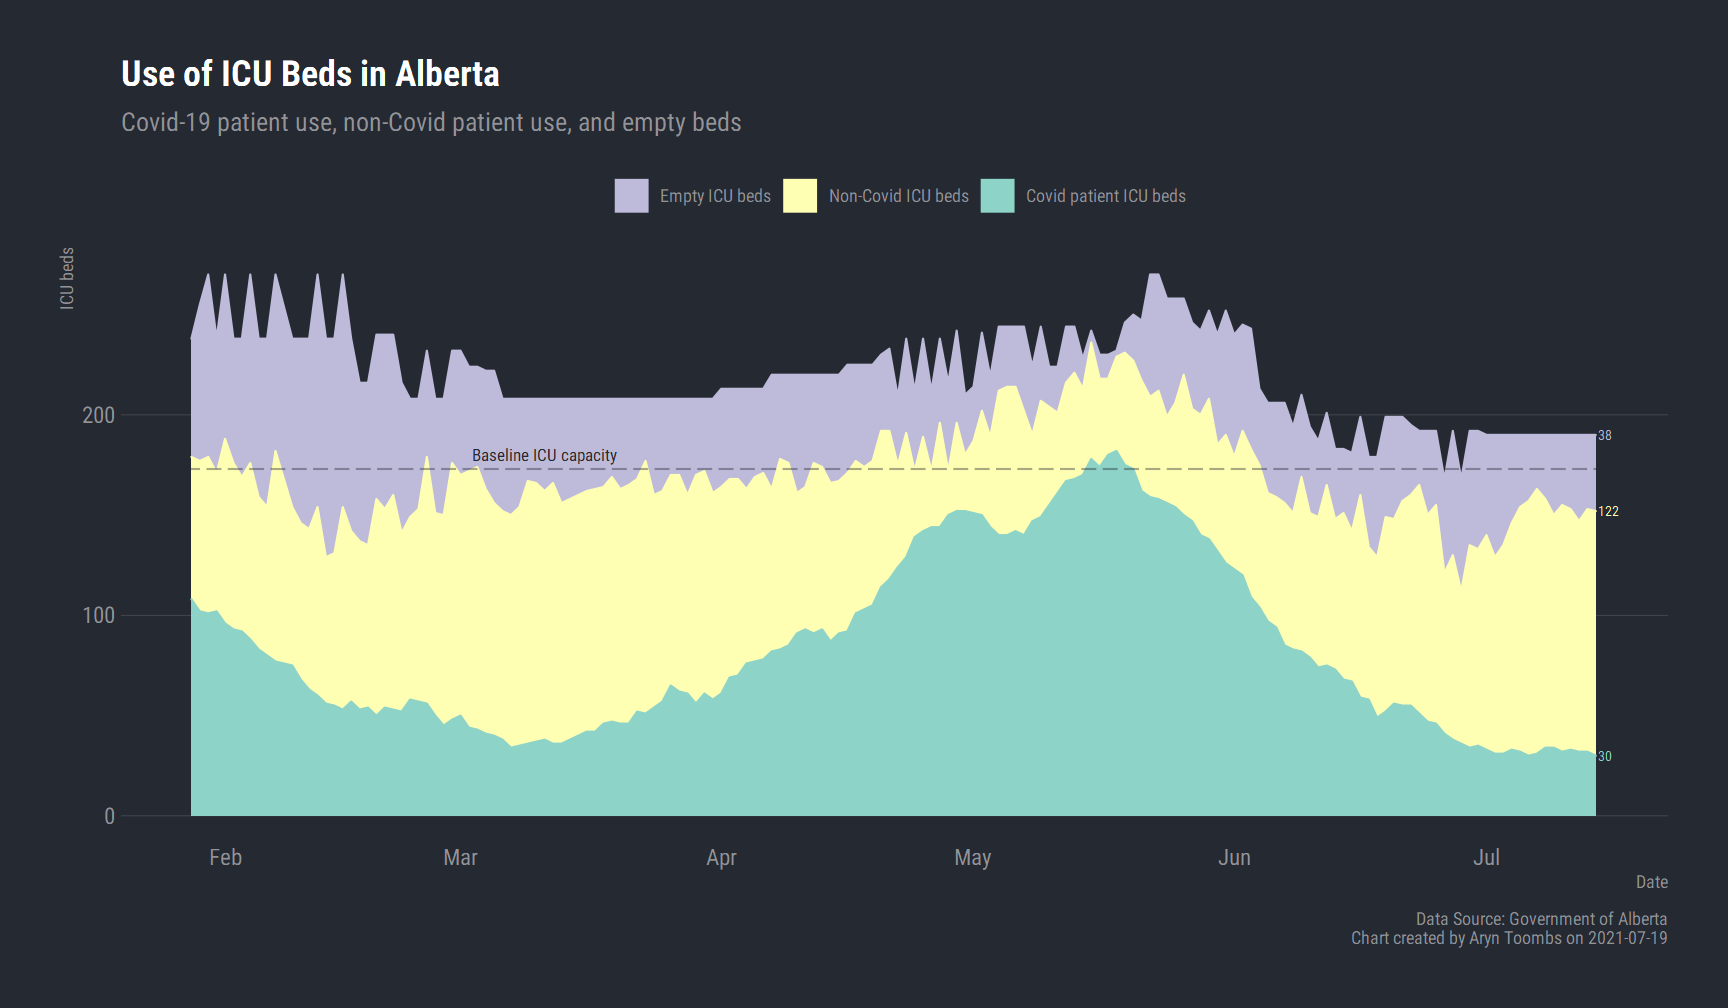 Use of ICU Beds in Alberta
Covid-19 patient use, non-Covid patient use, and empty beds
Empty ICU beds
Non-Covid ICU beds
Covid patient ICU beds
ICU beds
200
100
0
Baseline ICU capacity
38
122
30
Feb
Mar
Apr
May
Jun
Jul
Date
Data Source: Government of Alberta
Chart created by Aryn Toombs on 2021-07-19